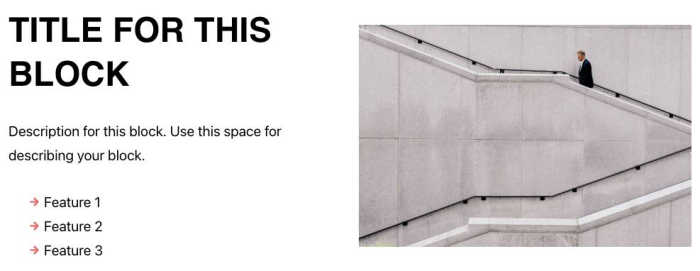 TITLE FOR THIS
BLOCK
Description for this block. Use this space for
describing your block.
→ Feature 1
→ Feature 2
→ Feature 3